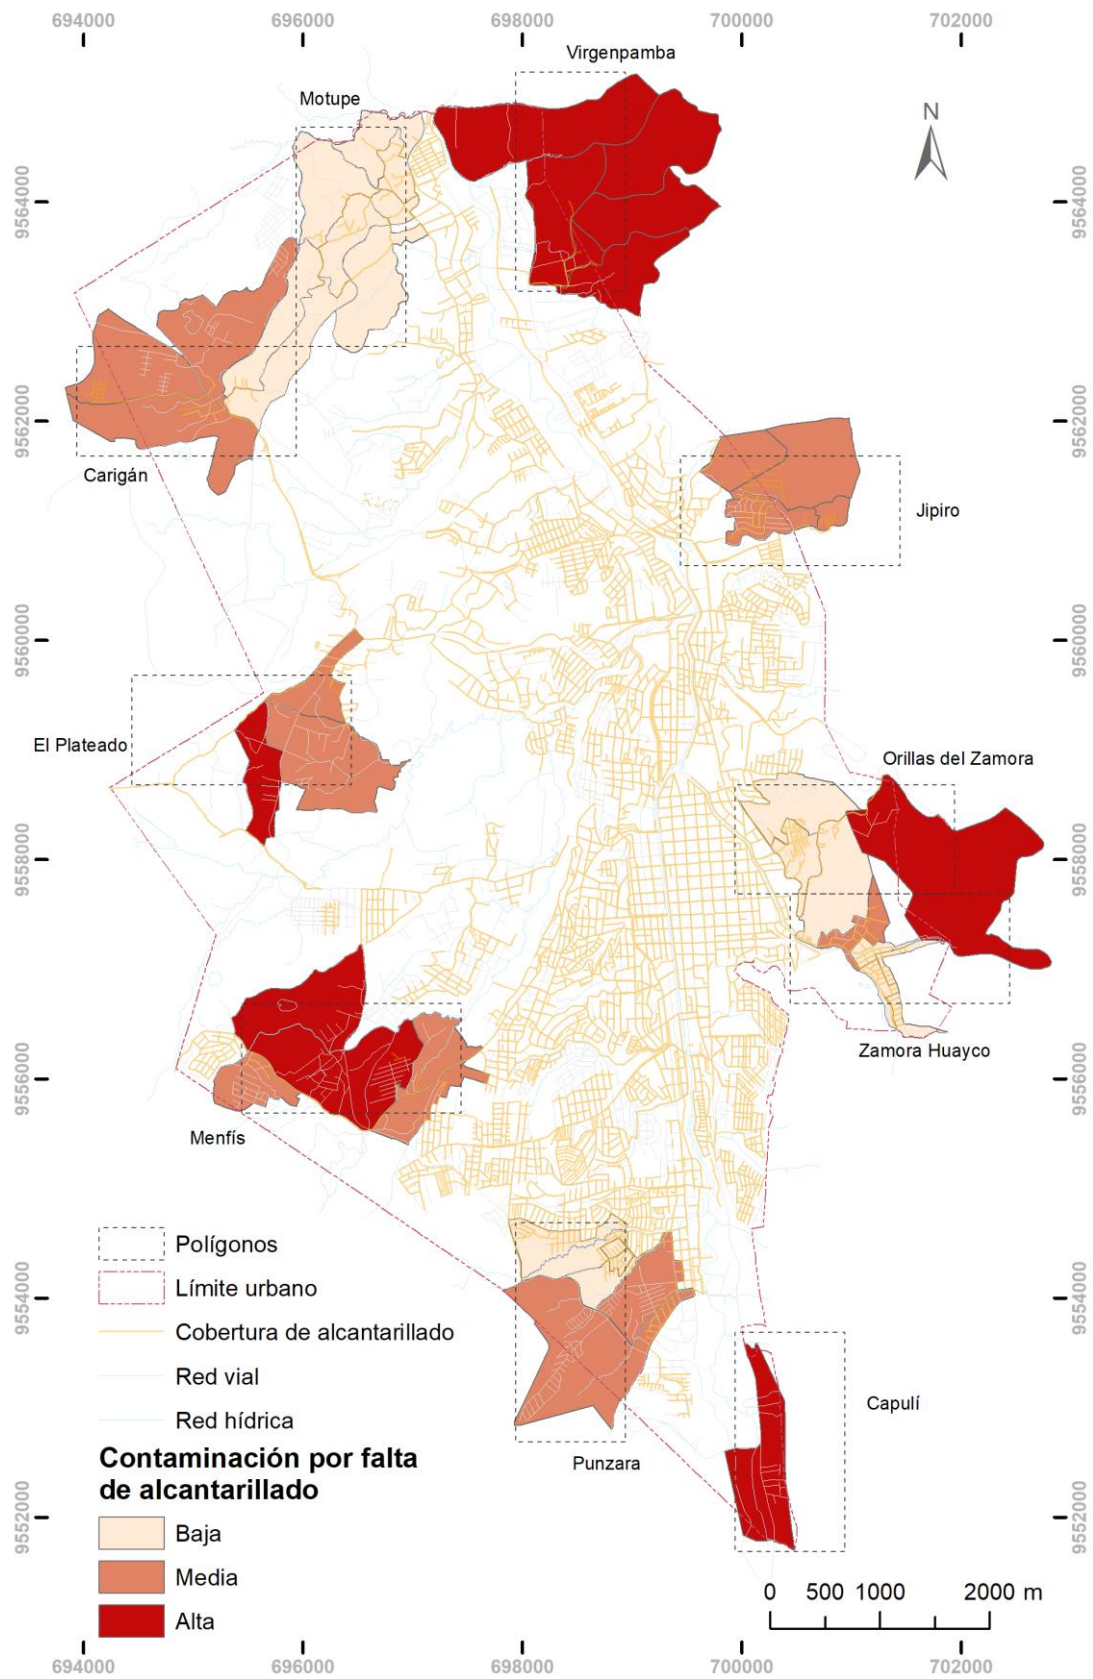 694000 696000 698000 700000 702000
Virgenpamba
Motupe
N
9564000 9564000
9562000 9562000
Carigán
Jipiro
9560000 9560000
El Plateado
Orillas del Zamora
9558000 9558000
Zamora Huayco
9556000 9556000
Menfís
Polígonos
Límite urbano
9554000 9554000
Cobertura de alcantarillado
Red vial
Capulí
Red hídrica
Contaminación por falta
de alcantarillado
Punzara
9552000 9552000
Baja
Media
Alta
0 500 1000 2000 m
694000 696000 698000 700000 702000